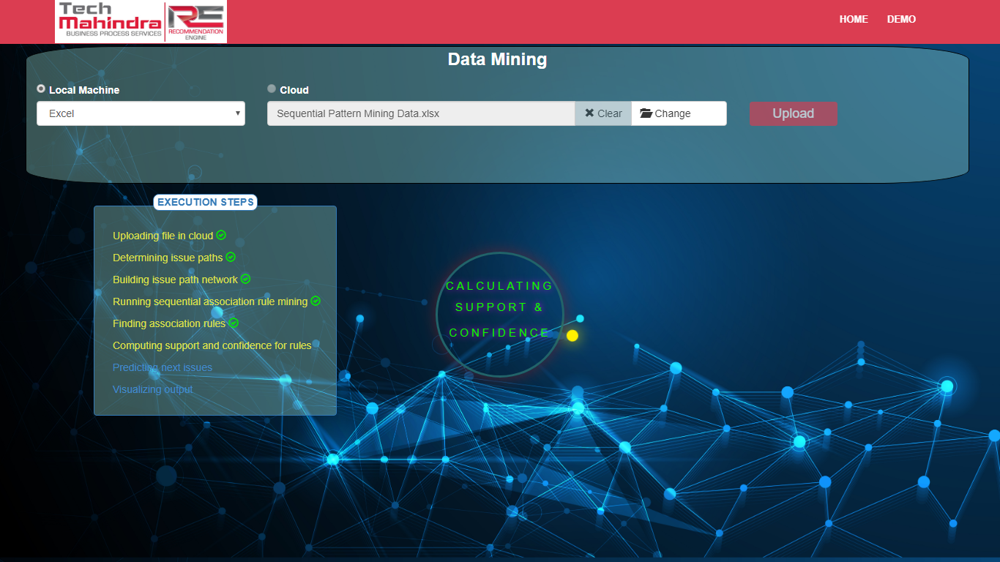 Tech
Mahindra
BUSINESS PROCESS SERVICES
RE
RECOMMENDATION
ENGINE
HOME DEMO
Data Mining
Local Machine Cloud
Excel Sequential Pattern Mining Data.xlsx Clear Change Upload
EXECUTION STEPS
Uploading file in cloud
Determining issue paths
Building issue path network
Running sequential association rule mining
Finding association rules
Computing support and confidence for rules
Predicting next issues
Visualizing output
CALCULATING
SUPPORT &
CONFIDENCE